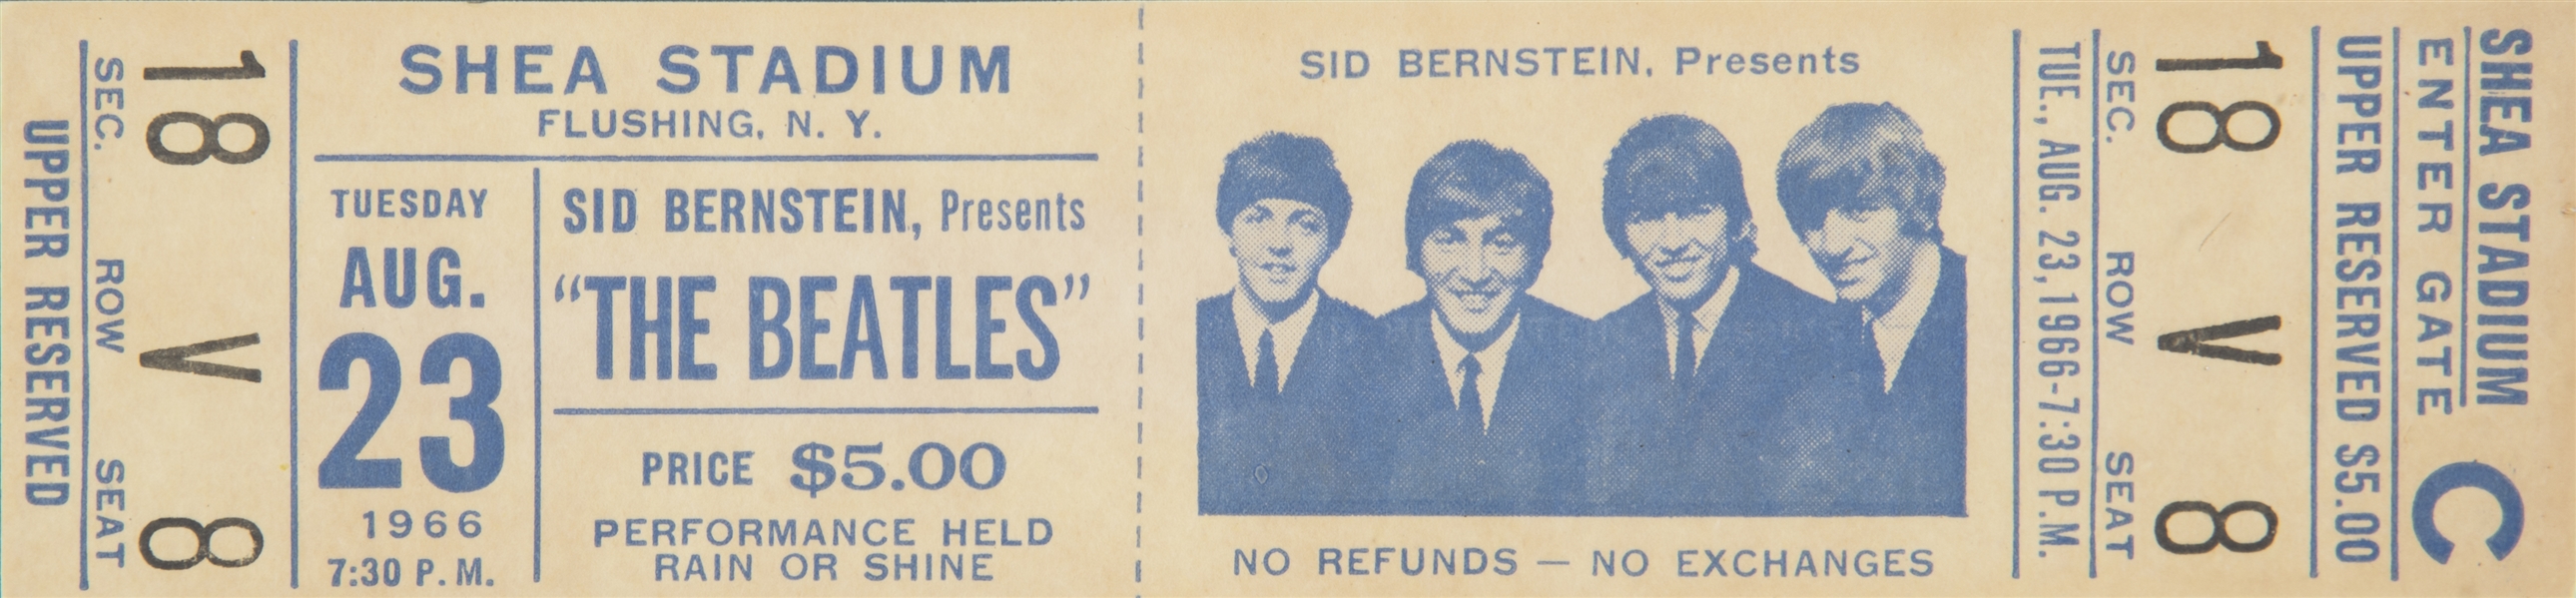 UPPER RESERVED
SEC. ROW SEAT
18 V 8
SHEA STADIUM
FLUSHING, N. Y.
TUESDAY
AUG.
23
1966
7:30 P. M.
SID BERNSTEIN, Presents
“THE BEATLES”
PRICE $5.00
PERFORMANCE HELD
RAIN OR SHINE
SID BERNSTEIN, Presents
NO REFUNDS — NO EXCHANGES
TUE., AUG. 23, 1966-7:30 P.M.
SEC. ROW SEAT
18 V 8
UPPER RESERVED $5.00
ENTER GATE C
SHEA STADIUM